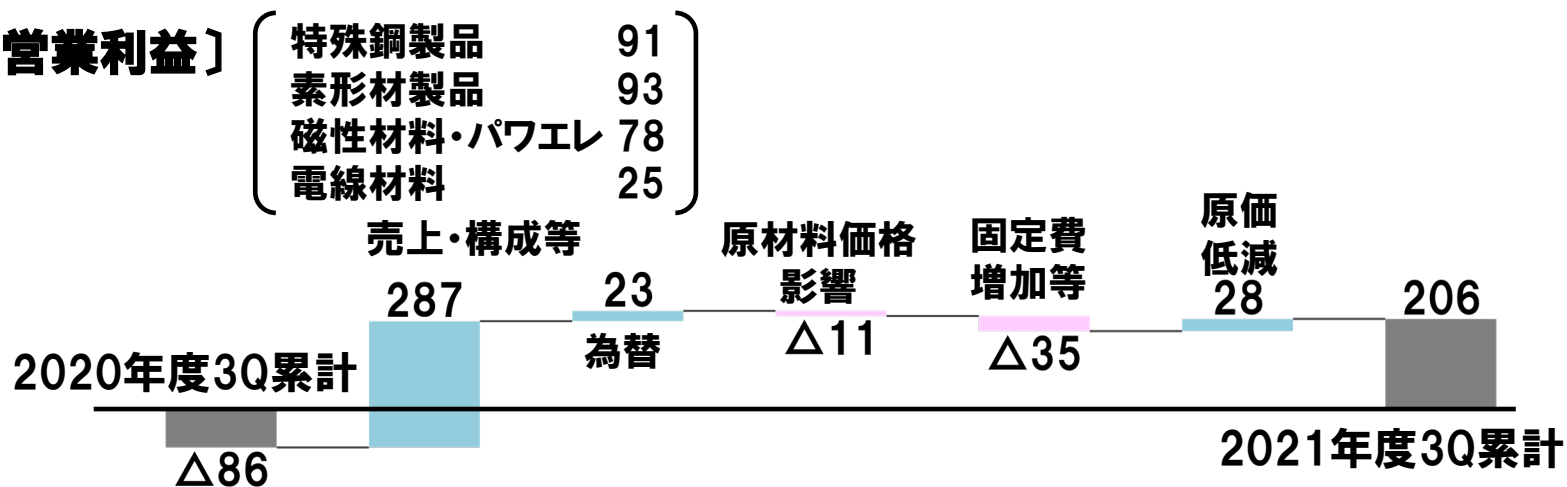 営業利益〕
特殊鋼製品 91
素形材製品 93
磁性材料・パワエレ 78
電線材料 25
売上・構成等
287
23
為替
原材料価格
影響
△11
固定費
増加等
△35
原価
低減
28
206
2020年度3Q累計
△86
2021年度3Q累計